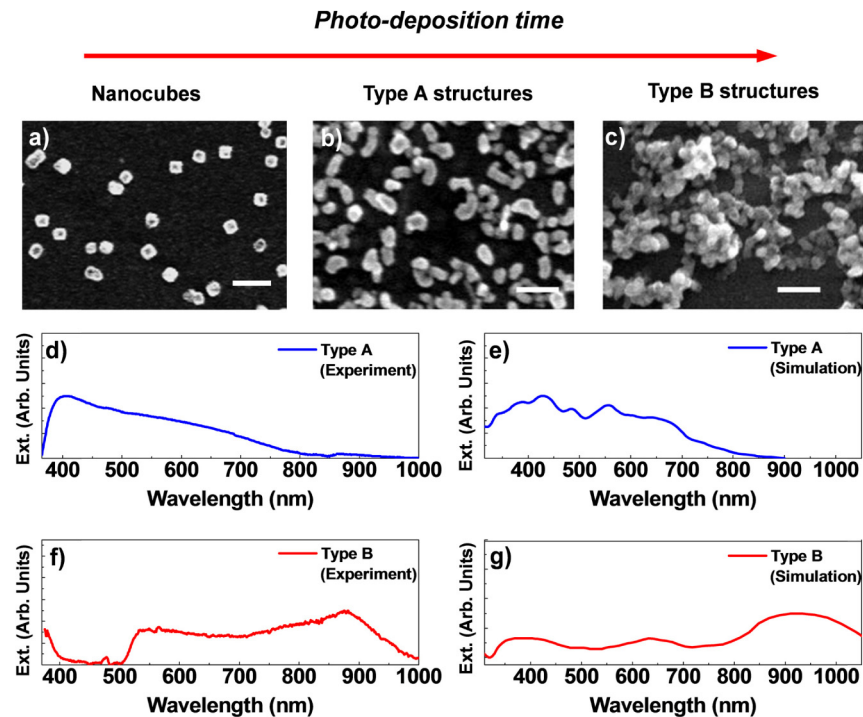 Photo-deposition time
Nanocubes
Type A structures
Type B structures
a)
b)
c)
d)
Type A
(Experiment)
Ext. (Arb. Units)
400 500 600 700 800 900 1000
Wavelength (nm)
e)
Type A
(Simulation)
Ext. (Arb. Units)
400 500 600 700 800 900 1000
Wavelength (nm)
f)
Type B
(Experiment)
Ext. (Arb. Units)
400 500 600 700 800 900 1000
Wavelength (nm)
g)
Type B
(Simulation)
Ext. (Arb. Units)
400 500 600 700 800 900 1000
Wavelength (nm)